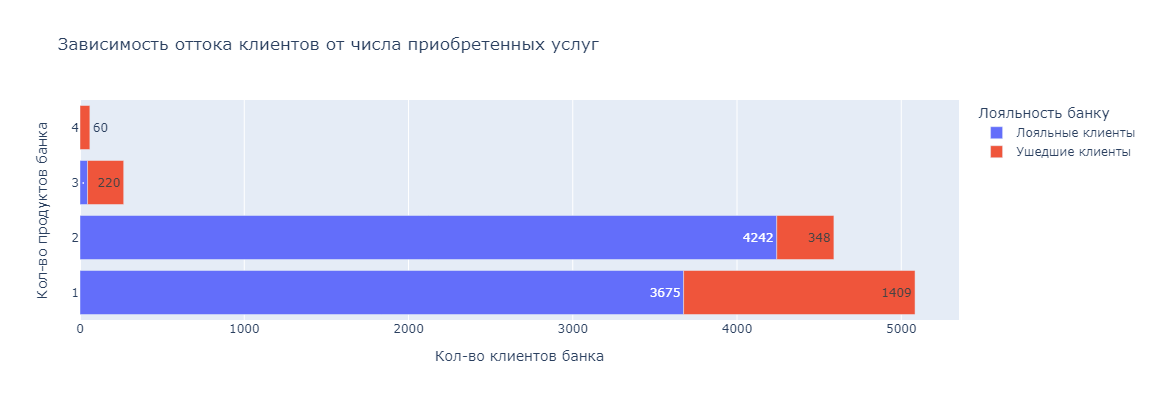 Зависимость оттока клиентов от числа приобретенных услуг
Лояльность банку
Лояльные клиенты
Ушедшие клиенты
Кол-во продуктов банка
4 60
3 220
2 4242 348
1 3675 1409
0 1000 2000 3000 4000 5000
Кол-во клиентов банка